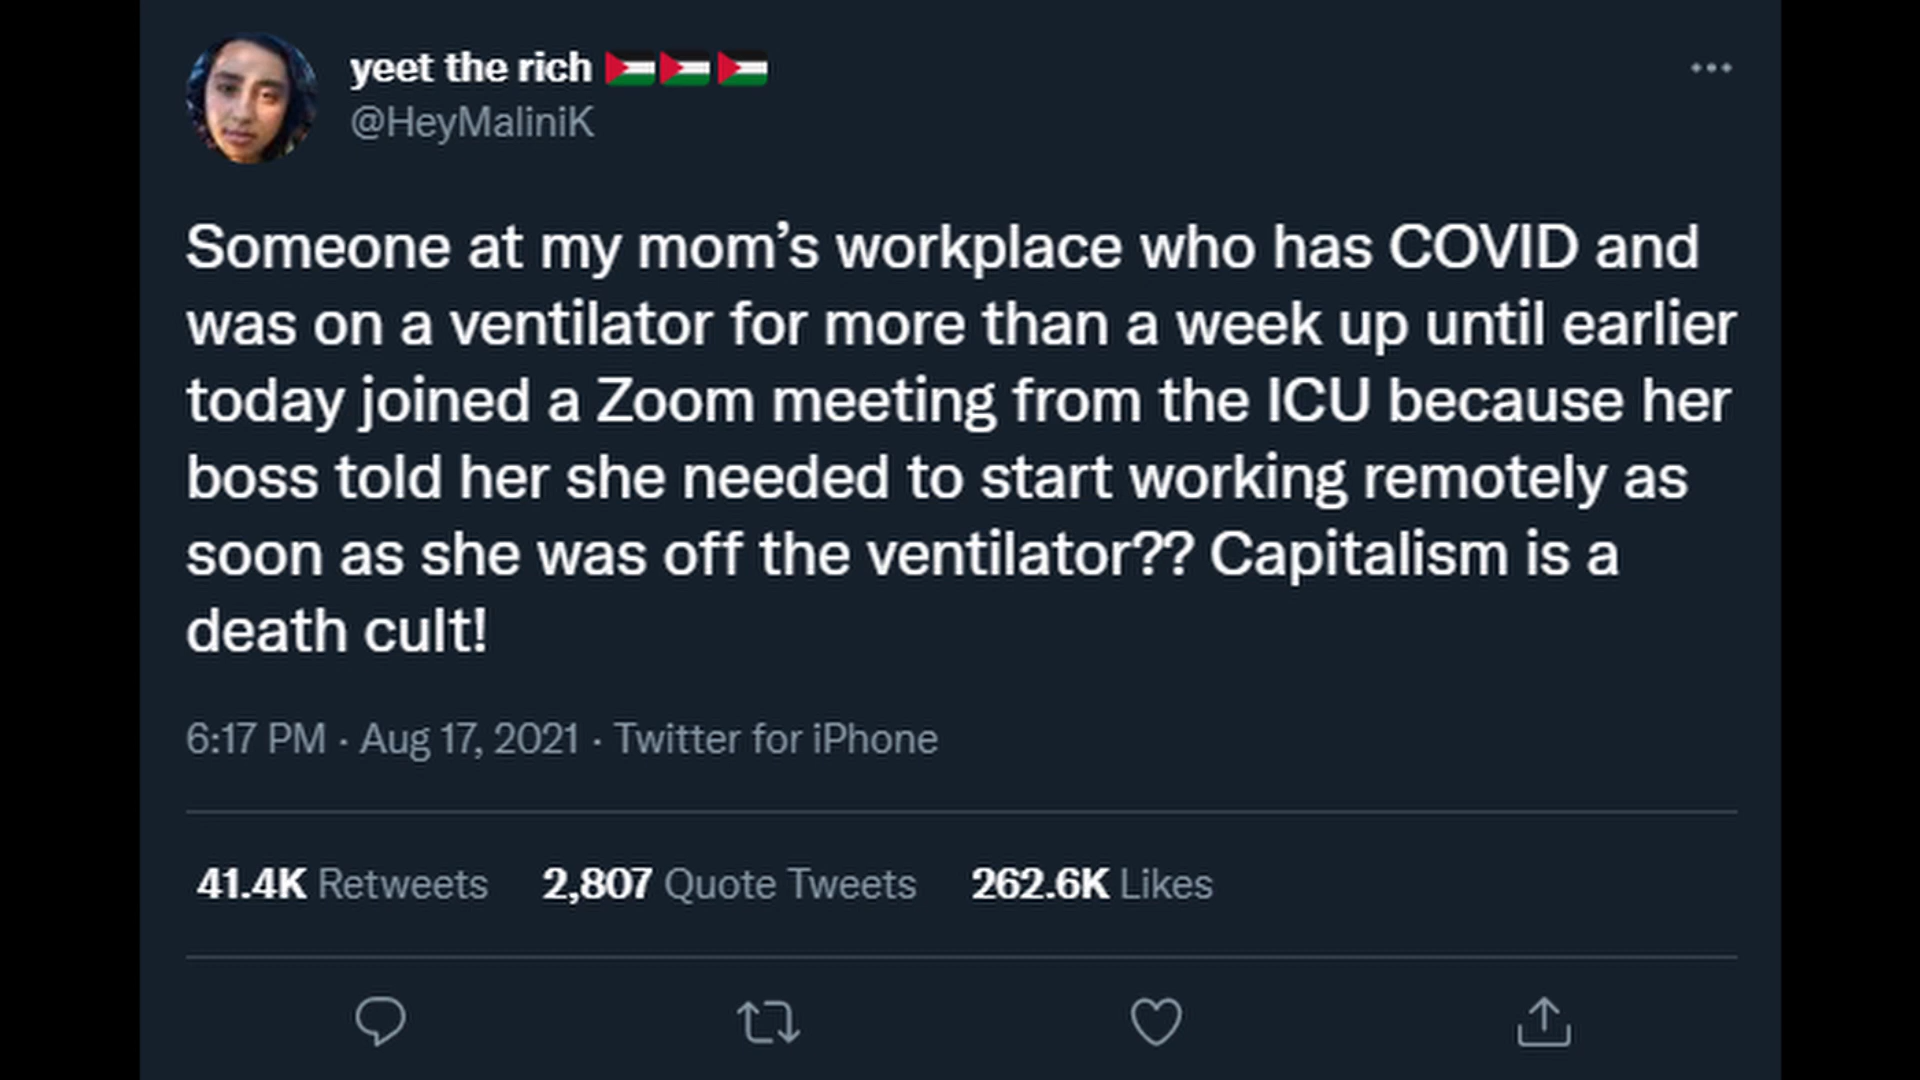 yeet the rich 🇵🇸🇵🇸🇵🇸
@HeyMaliniK
Someone at my mom’s workplace who has COVID and
was on a ventilator for more than a week up until earlier
today joined a Zoom meeting from the ICU because her
boss told her she needed to start working remotely as
soon as she was off the ventilator?? Capitalism is a
death cult!
6:17 PM · Aug 17, 2021 · Twitter for iPhone
41.4K Retweets 2,807 Quote Tweets 262.6K Likes